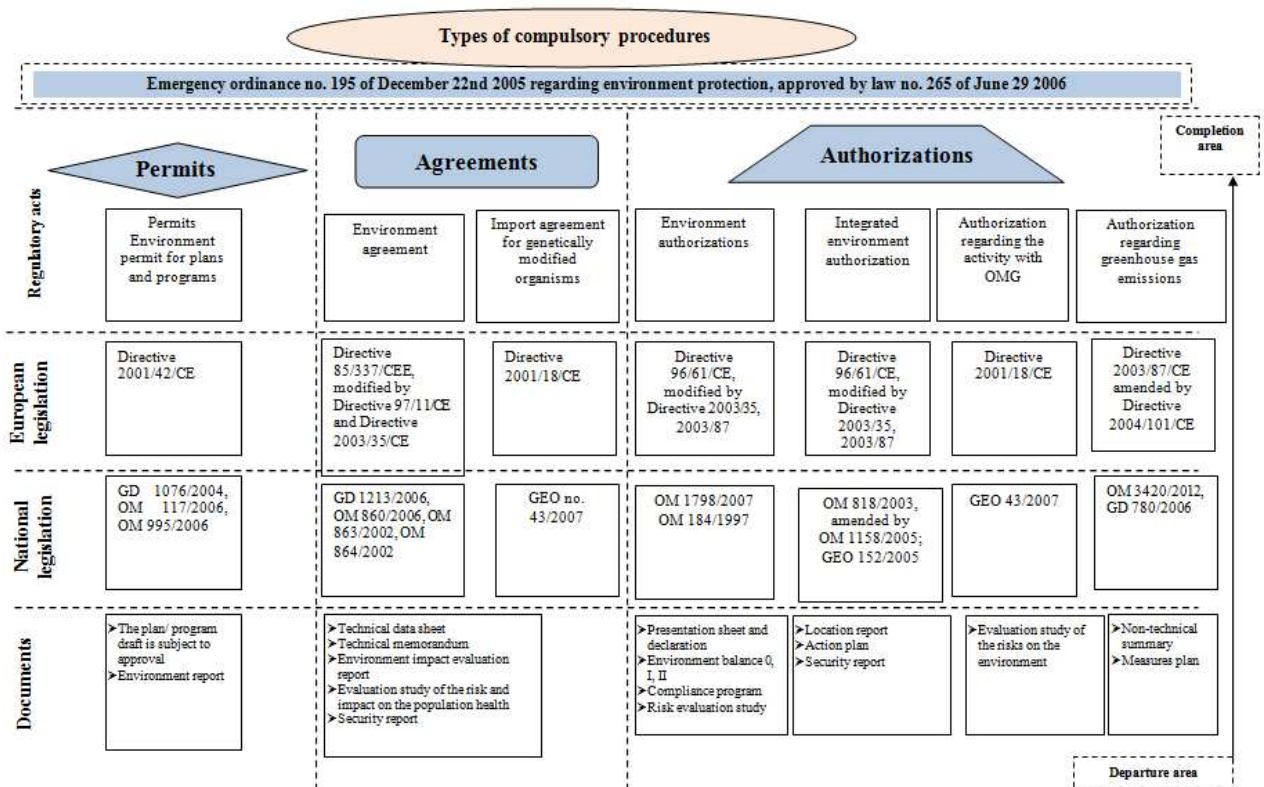 Types of compulsory procedures
Emergency ordinance no. 195 of December 22nd 2005 regarding environment protection, approved by law no. 265 of June 29 2006
Completion
area
Permits
Agreements
Authorizations
Regulatory acts
Permits
Environment
permit for plans
and programs
Environment
agreement
Import agreement
for genetically
modified
organisms
Environment
authorizations
Integrated
environment
authorization
Authorization
regarding the
activity with
OMG
Authorization
regarding
greenhouse gas
emissions
European
legislation
Directive
2001/42/CE
Directive
85/337/CEE,
modified by
Directive 97/11/CE
and Directive
2003/35/CE
Directive
2001/18/CE
Directive
96/61/CE,
modified by
Directive 2003/35,
2003/87
Directive
96/61/CE,
modified by
Directive
2003/35,
2003/87
Directive
2001/18/CE
Directive
2003/87/CE
amended by
Directive
2004/101/CE
National
legislation
GD 1076/2004,
OM 117/2006,
OM 995/2006
GD 1213/2006,
OM 860/2006, OM
863/2002, OM
864/2002
GEO no.
43/2007
OM 1798/2007
OM 184/1997
OM 818/2003,
amended by
OM 1158/2005;
GEO 152/2005
GEO 43/2007
OM 3420/2012,
GD 780/2006
Documents
➢The plan/ program
draft is subject to
approval
➢Environment report
➢Technical data sheet
➢Technical memorandum
➢Environment impact evaluation
report
➢Evaluation study of the risk and
impact on the population health
➢Security report
➢Presentation sheet and
declaration
➢Environment balance 0,
I, II
➢Compliance program
➢Risk evaluation study
➢Location report
➢Action plan
➢Security report
➢Evaluation study of
the risks on the
environment
➢Non-technical
summary
➢Measures plan
Departure area